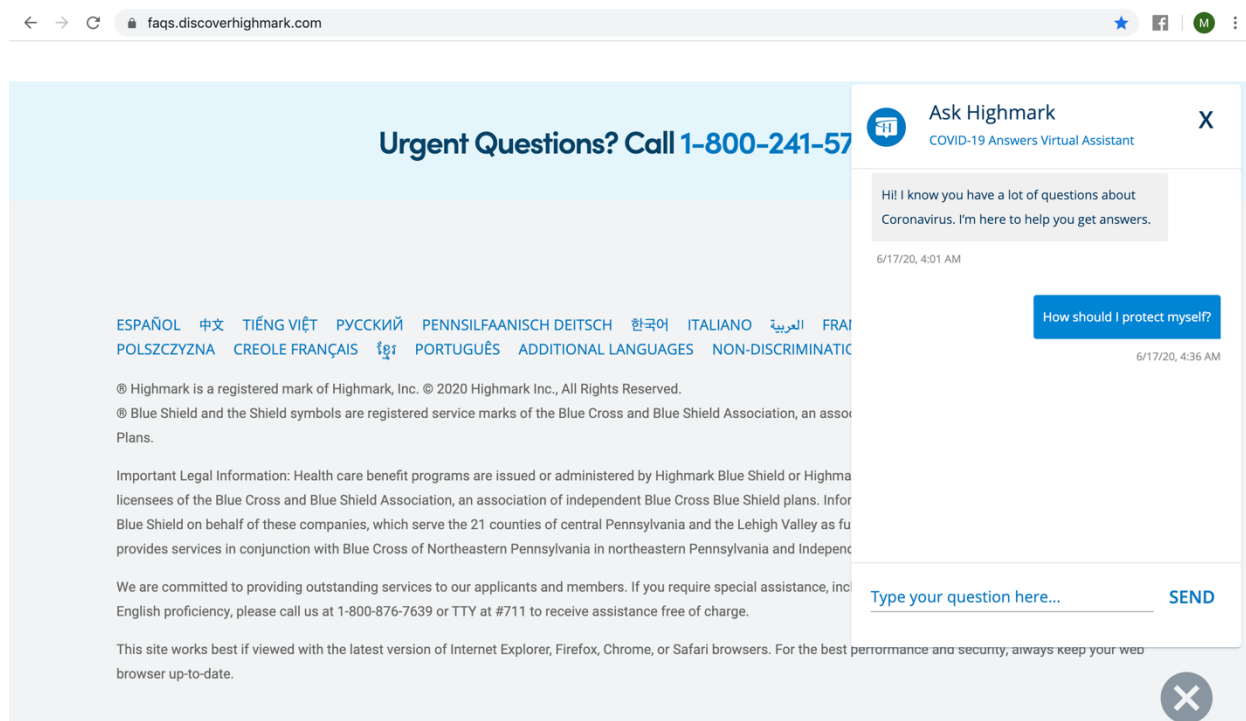 faqs.discoverhighmark.com
M
Urgent Questions? Call 1-800-241-57
Ask Highmark
X
COVID-19 Answers Virtual Assistant
Hi! I know you have a lot of questions about
Coronavirus. I'm here to help you get answers.
6/17/20, 4:01 AM
How should I protect myself?
6/17/20, 4:36 AM
ESPAÑOL 中文 TIẾNG VIỆT РУССКИЙ PENNSILFAANISCH DEITSCH 한국어 ITALIANO العربية FRAN
POLSZCZYZNA CREOLE FRANÇAIS ខ្មែរ PORTUGUÊS ADDITIONAL LANGUAGES NON-DISCRIMINATIO
® Highmark is a registered mark of Highmark, Inc. © 2020 Highmark Inc., All Rights Reserved.
® Blue Shield and the Shield symbols are registered service marks of the Blue Cross and Blue Shield Association, an asso
Plans.
Important Legal Information: Health care benefit programs are issued or administered by Highmark Blue Shield or Highma
licensees of the Blue Cross and Blue Shield Association, an association of independent Blue Cross Blue Shield plans. Infor
Blue Shield on behalf of these companies, which serve the 21 counties of central Pennsylvania and the Lehigh Valley as fu
provides services in conjunction with Blue Cross of Northeastern Pennsylvania in northeastern Pennsylvania and Independ
We are committed to providing outstanding services to our applicants and members. If you require special assistance, incl
English proficiency, please call us at 1-800-876-7639 or TTY at #711 to receive assistance free of charge.
Type your question here... SEND
This site works best if viewed with the latest version of Internet Explorer, Firefox, Chrome, or Safari browsers. For the best performance and security, always keep your web
browser up-to-date.